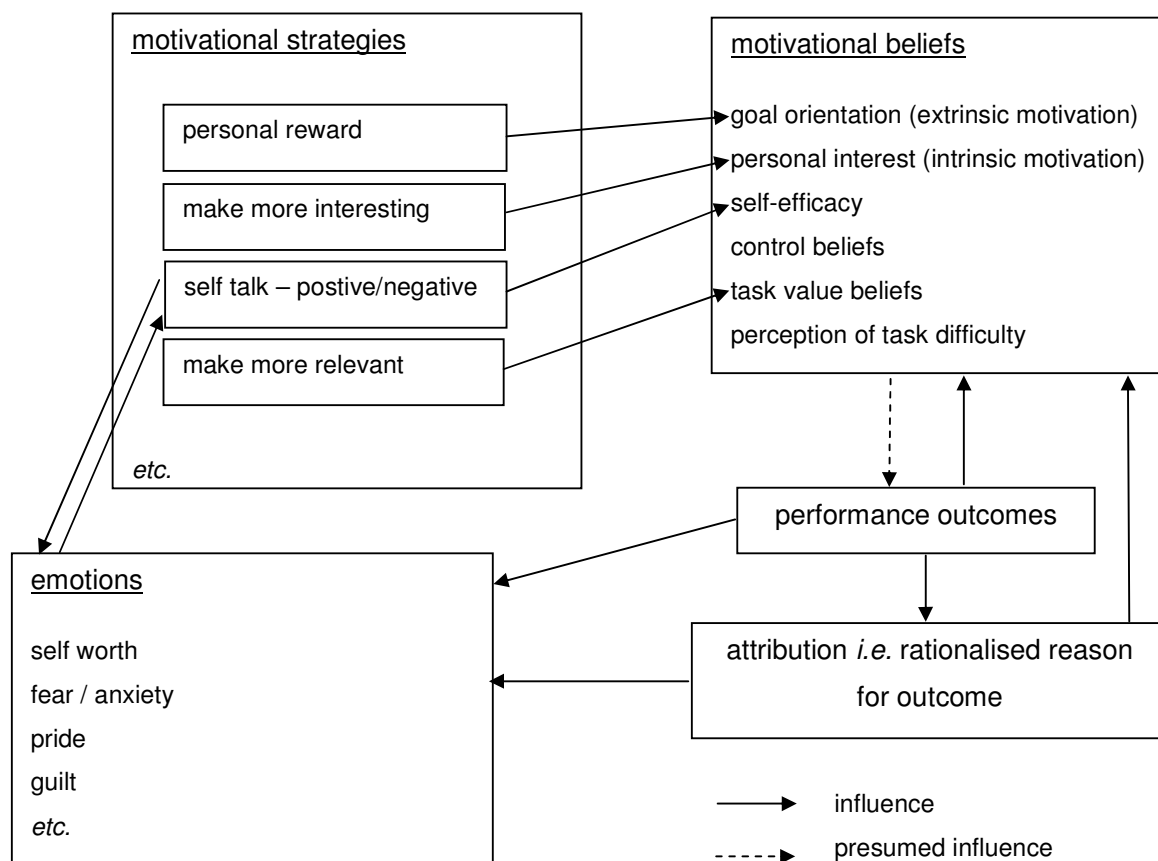 motivational strategies
personal reward
make more interesting
self talk – postive/negative
make more relevant
etc.
motivational beliefs
goal orientation (extrinsic motivation)
personal interest (intrinsic motivation)
self-efficacy
control beliefs
task value beliefs
perception of task difficulty
performance outcomes
attribution i.e. rationalised reason
for outcome
emotions
self worth
fear / anxiety
pride
guilt
etc.
influence
presumed influence